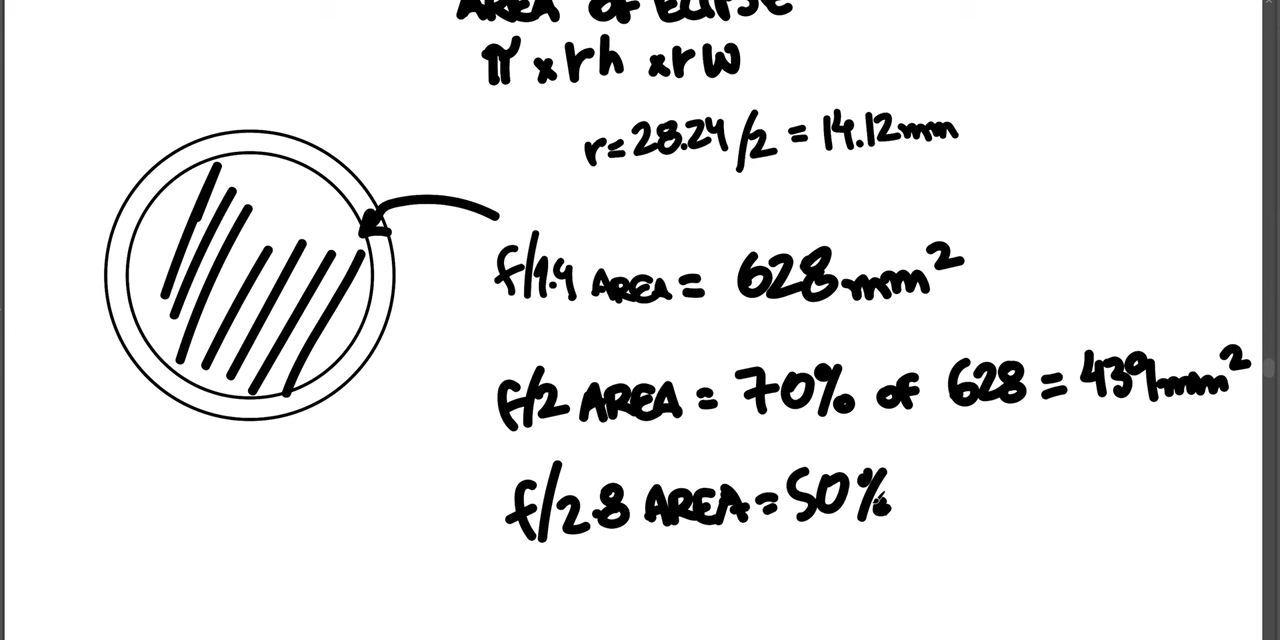 AREA OF ELIPSE
π x rh x rw
r=28.24/2 = 14.12mm
f/1.4 AREA = 628mm²
f/2 AREA = 70% of 628 = 439mm²
f/2.8 AREA = 50%